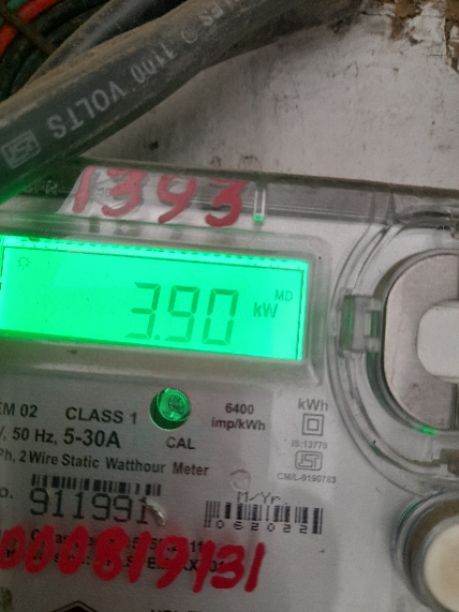 1100 VOLTS
1393
3.90 kW MD
EM 02 CLASS 1
6400 imp/kWh
kWh
, 50 Hz, 5-30A
CAL
IS:13779
Ph, 2 Wire Static Watthour Meter
CM/L-9190783
911991
M/Yr.
062022
000819131